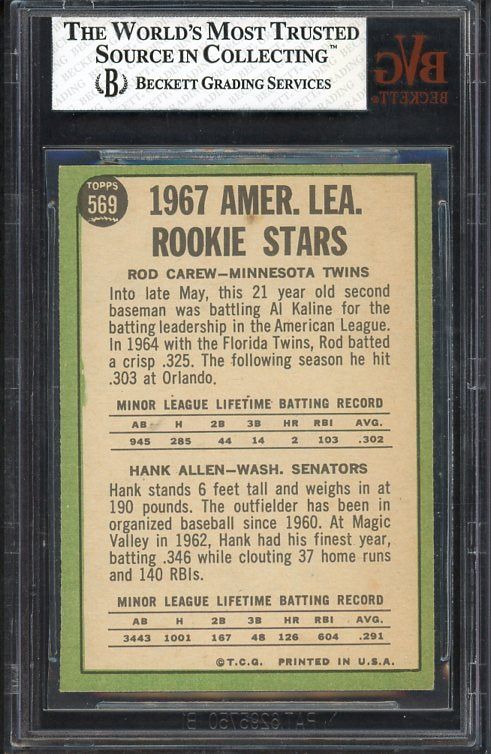 THE WORLD'S MOST TRUSTED
SOURCE IN COLLECTING™
B BECKETT GRADING SERVICES
BVG
BECKETT™
TOPPS
569
1967 AMER. LEA.
ROOKIE STARS
ROD CAREW—MINNESOTA TWINS
Into late May, this 21 year old second
baseman was battling Al Kaline for the
batting leadership in the American League.
In 1964 with the Florida Twins, Rod batted
a crisp .325. The following season he hit
.303 at Orlando.
MINOR LEAGUE LIFETIME BATTING RECORD
AB H 2B 3B HR RBI AVG.
945 285 44 14 2 103 .302
HANK ALLEN—WASH. SENATORS
Hank stands 6 feet tall and weighs in at
190 pounds. The outfielder has been in
organized baseball since 1960. At Magic
Valley in 1962, Hank had his finest year,
batting .346 while clouting 37 home runs
and 140 RBIs.
MINOR LEAGUE LIFETIME BATTING RECORD
AB H 2B 3B HR RBI AVG.
3443 1001 167 48 126 604 .291
©T.C.G. PRINTED IN U.S.A.